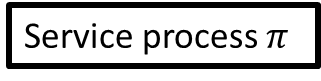 Service process π